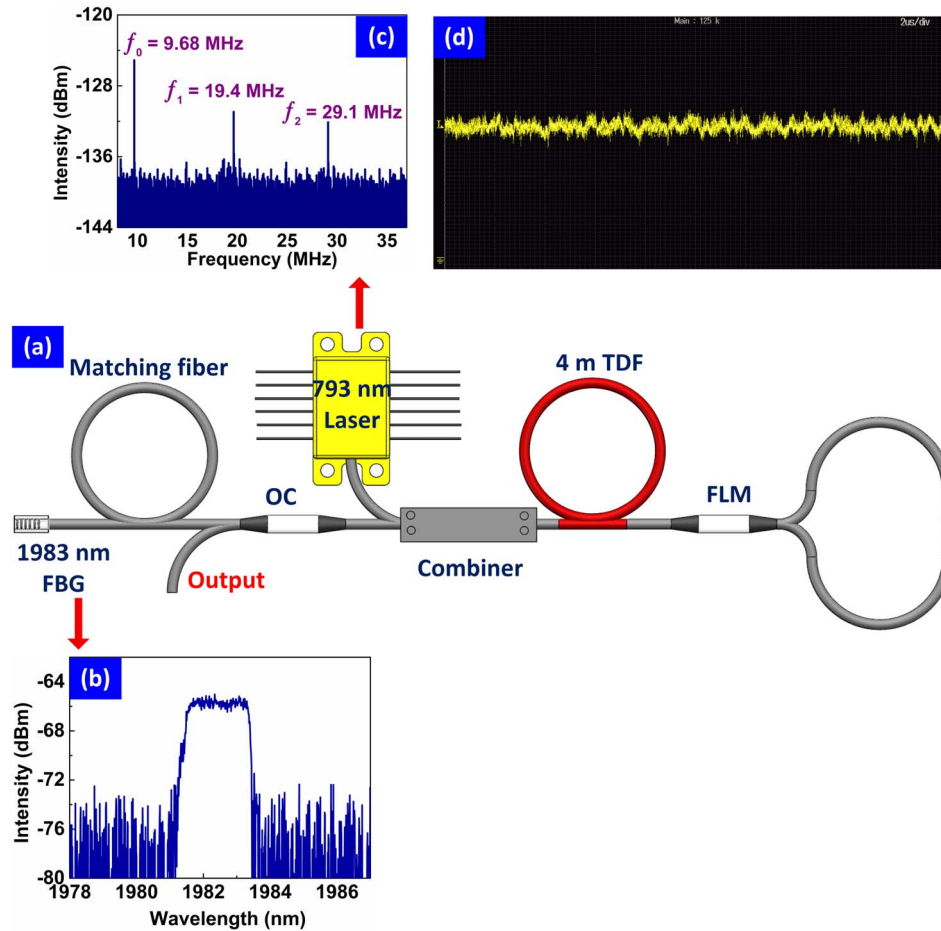 -120
(c)
f0 = 9.68 MHz
-128
f1 = 19.4 MHz
f2 = 29.1 MHz
-136
-144
10 15 20 25 30 35
Frequency (MHz)
Intensity (dBm)
(d)
Main : 125 k
2us/div
T
(a)
Matching fiber
793 nm
Laser
4 m TDF
OC
FLM
1983 nm
FBG
Output
Combiner
(b)
-64
-68
-72
-76
-80
1978 1980 1982 1984 1986
Wavelength (nm)
Intensity (dBm)